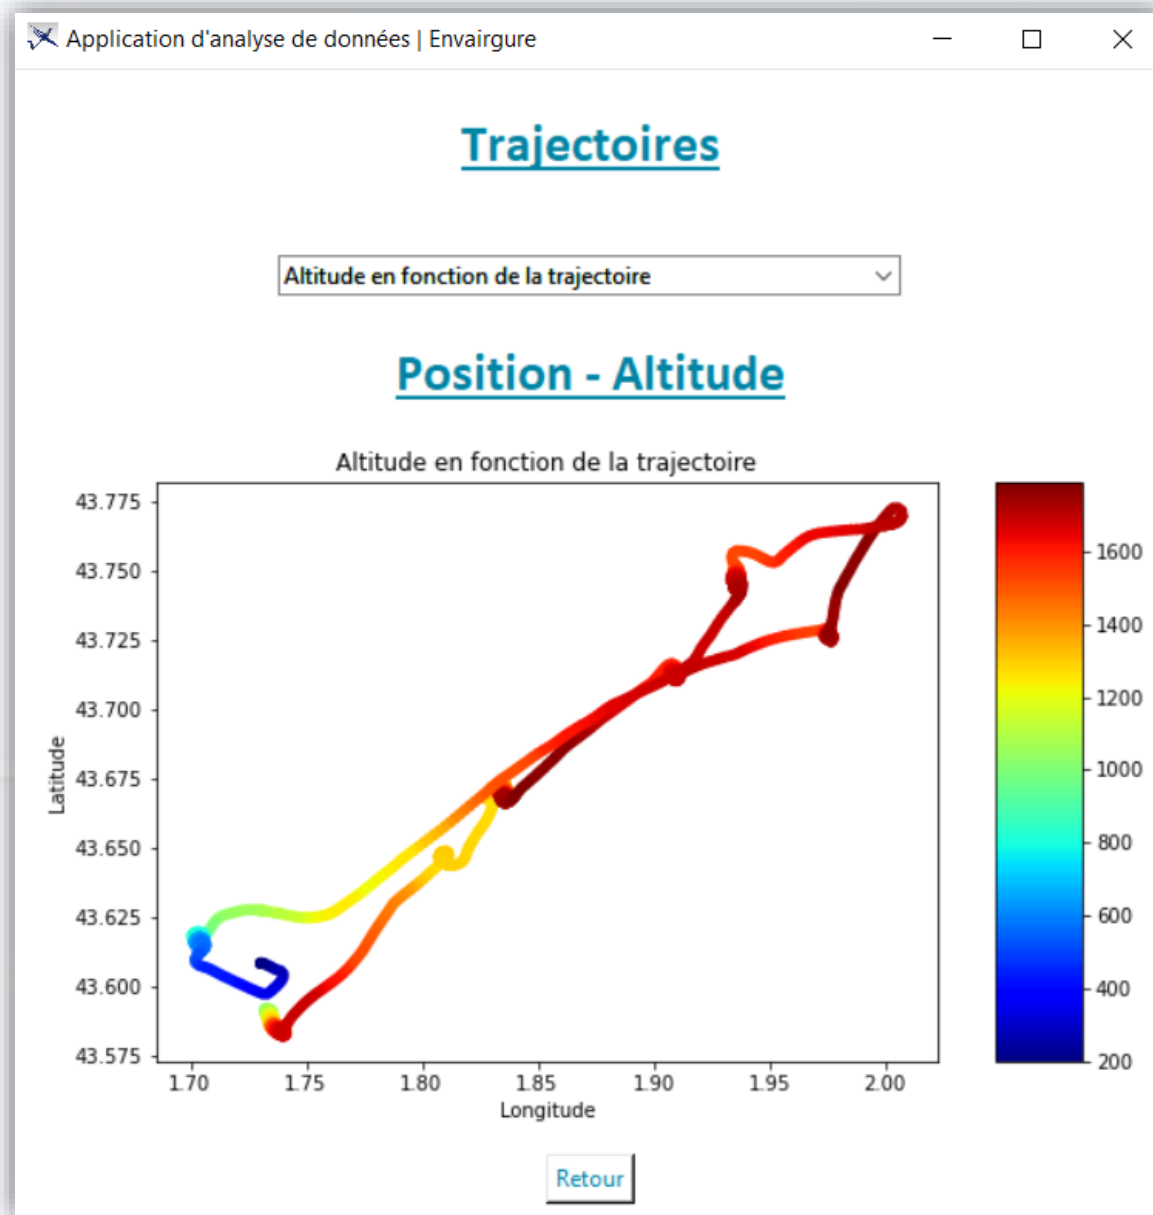 Application d'analyse de données | Envairgure
Trajectoires
Altitude en fonction de la trajectoire
Position - Altitude
Altitude en fonction de la trajectoire
43.775
43.750
43.725
43.700
43.675
43.650
43.625
43.600
43.575
Latitude
1.70 1.75 1.80 1.85 1.90 1.95 2.00
Longitude
1600
1400
1200
1000
800
600
400
200
Retour